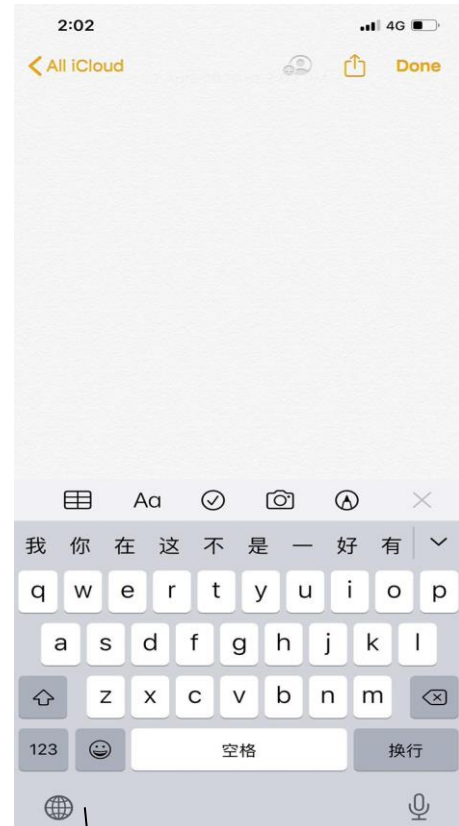 2:02 4G
All iCloud Done
Aa
我 你 在 这 不 是 一 好 有
q w e r t y u i o p
a s d f g h j k l
z x c v b n m
123 空格 换行